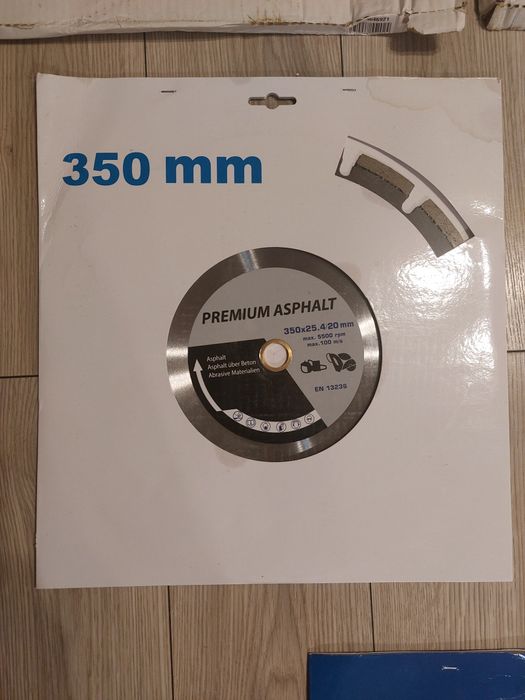 46971
350 mm
PREMIUM ASPHALT
350x25.4/20 mm
max. 5500 rpm
max.100 m/s
Asphalt
Asphalt über Beton
Abrasive Materialien
EN 13236